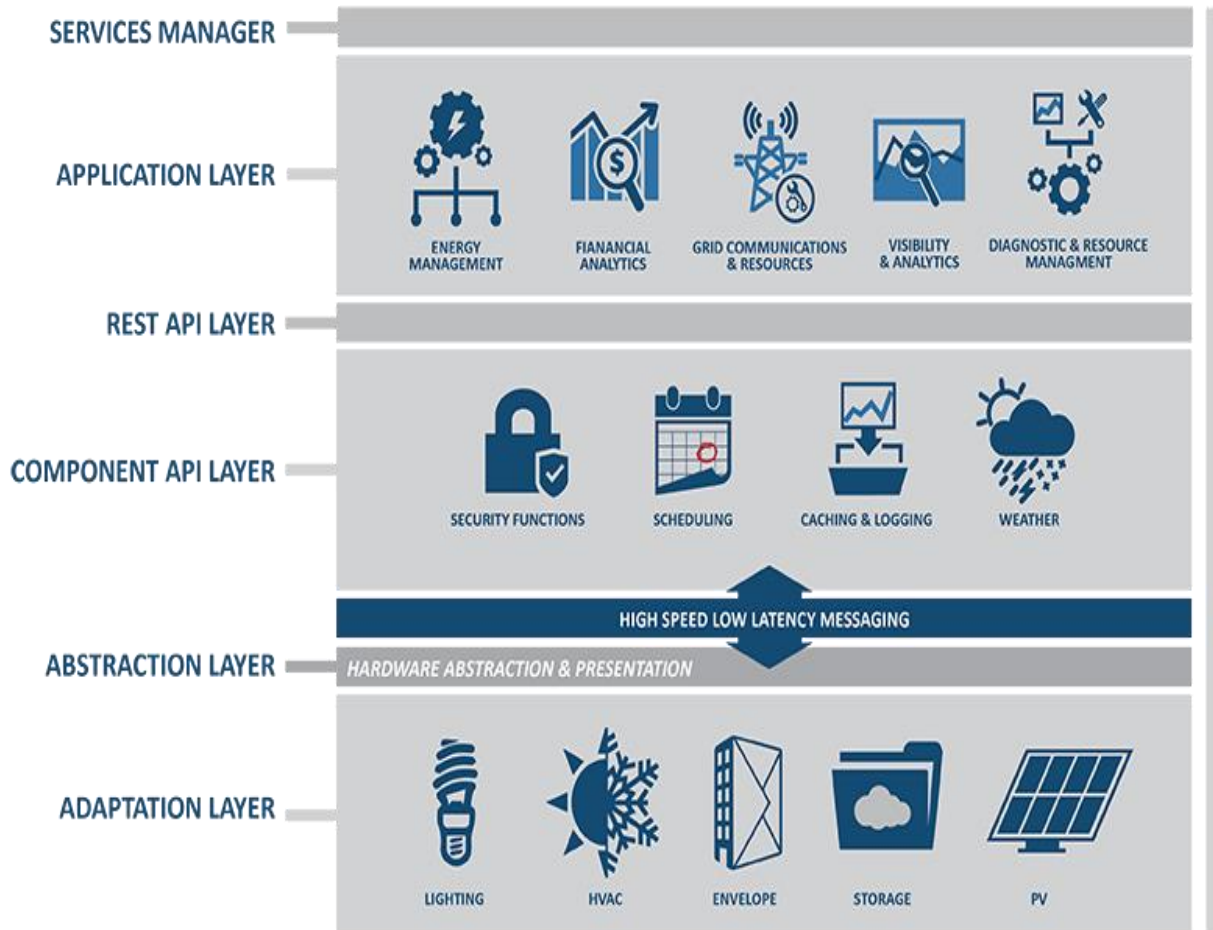 SERVICES MANAGER
APPLICATION LAYER
ENERGY
MANAGEMENT
FIANANCIAL
ANALYTICS
GRID COMMUNICATIONS
& RESOURCES
VISIBILITY
& ANALYTICS
DIAGNOSTIC & RESOURCE
MANAGMENT
REST API LAYER
COMPONENT API LAYER
SECURITY FUNCTIONS
SCHEDULING
CACHING & LOGGING
WEATHER
HIGH SPEED LOW LATENCY MESSAGING
ABSTRACTION LAYER
HARDWARE ABSTRACTION & PRESENTATION
ADAPTATION LAYER
LIGHTING
HVAC
ENVELOPE
STORAGE
PV